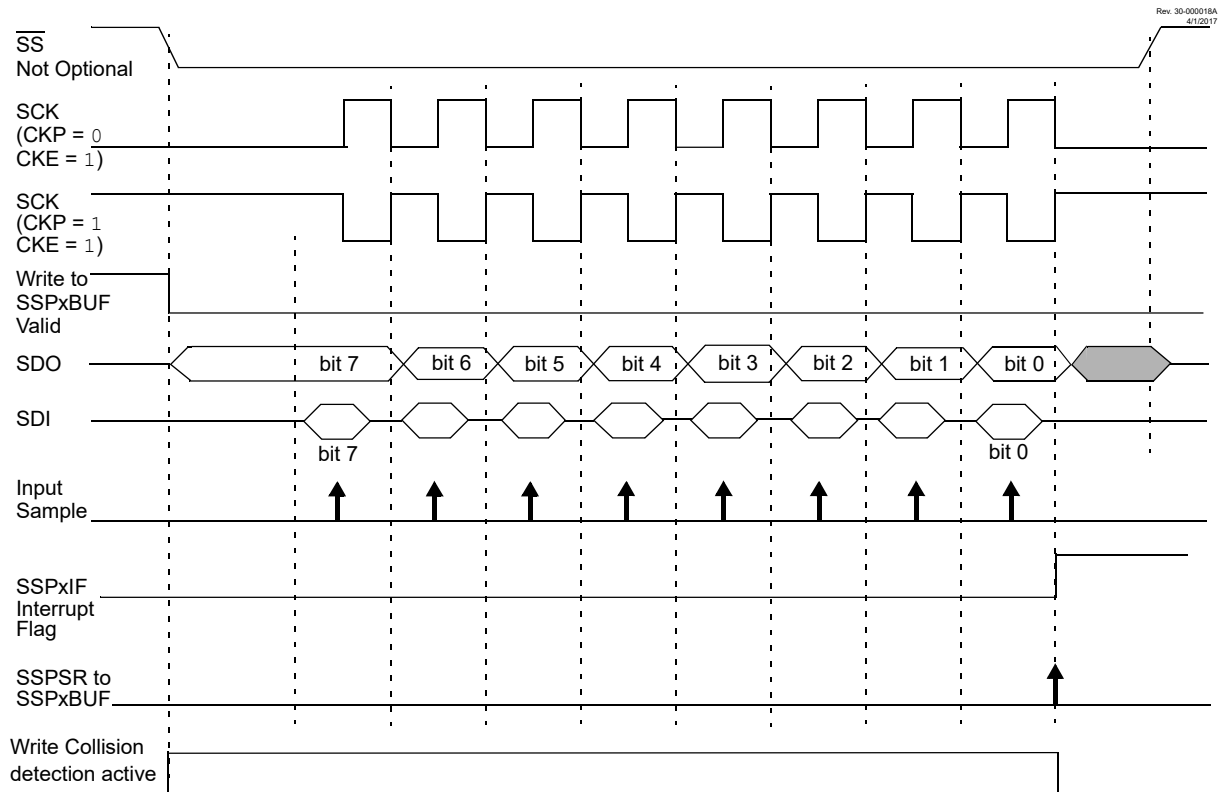 Rev. 30-000018A
4/1/2017
SS
Not Optional
SCK
(CKP = 0
CKE = 1)
SCK
(CKP = 1
CKE = 1)
Write to
SSPxBUF
Valid
SDO
bit 7 bit 6 bit 5 bit 4 bit 3 bit 2 bit 1 bit 0
SDI
bit 7 bit 0
Input
Sample
SSPxIF
Interrupt
Flag
SSPSR to
SSPxBUF
Write Collision
detection active